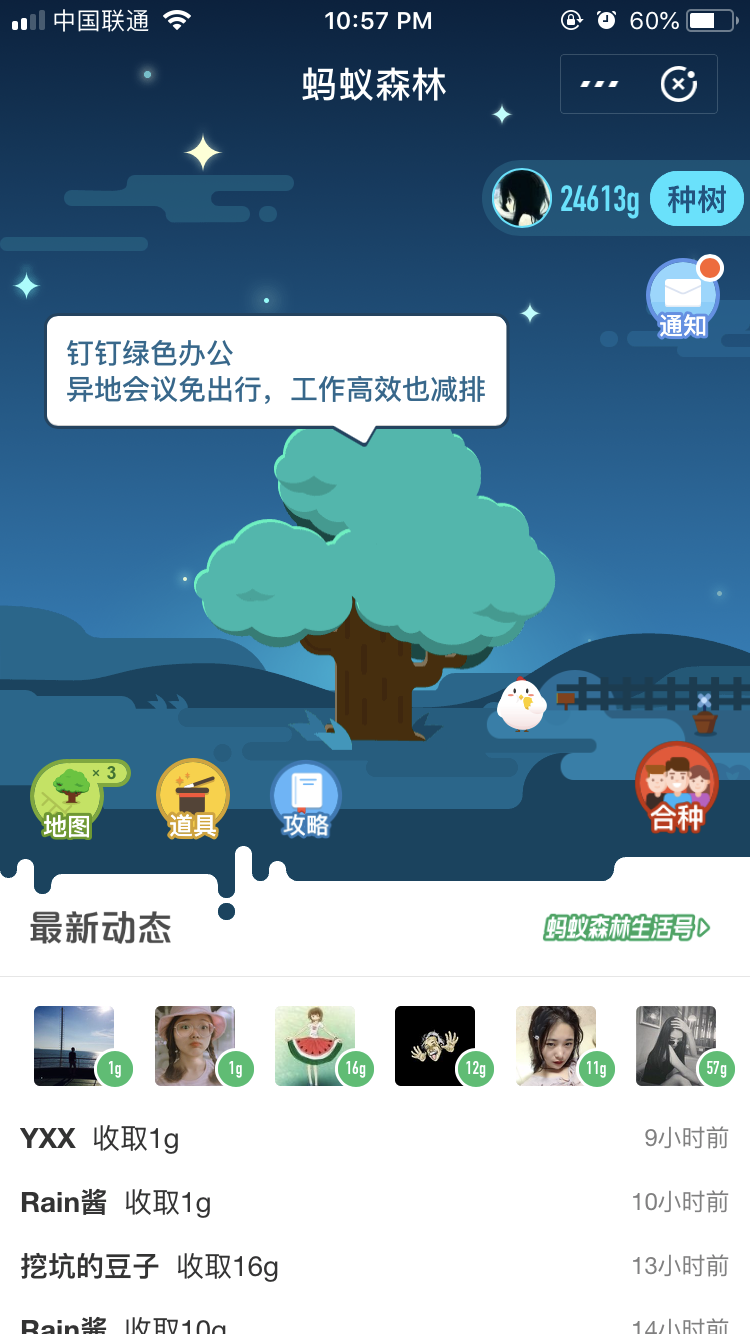 中国联通 10:57 PM 60%
蚂蚁森林
24613g 种树
通知
钉钉绿色办公
异地会议免出行，工作高效也减排
× 3
地图 道具 攻略 合种
最新动态 蚂蚁森林生活号
1g 1g 16g 12g 11g 57g
YXX 收取1g 9小时前
Rain酱 收取1g 10小时前
挖坑的豆子 收取16g 13小时前
Rain酱 收取10g 14小时前